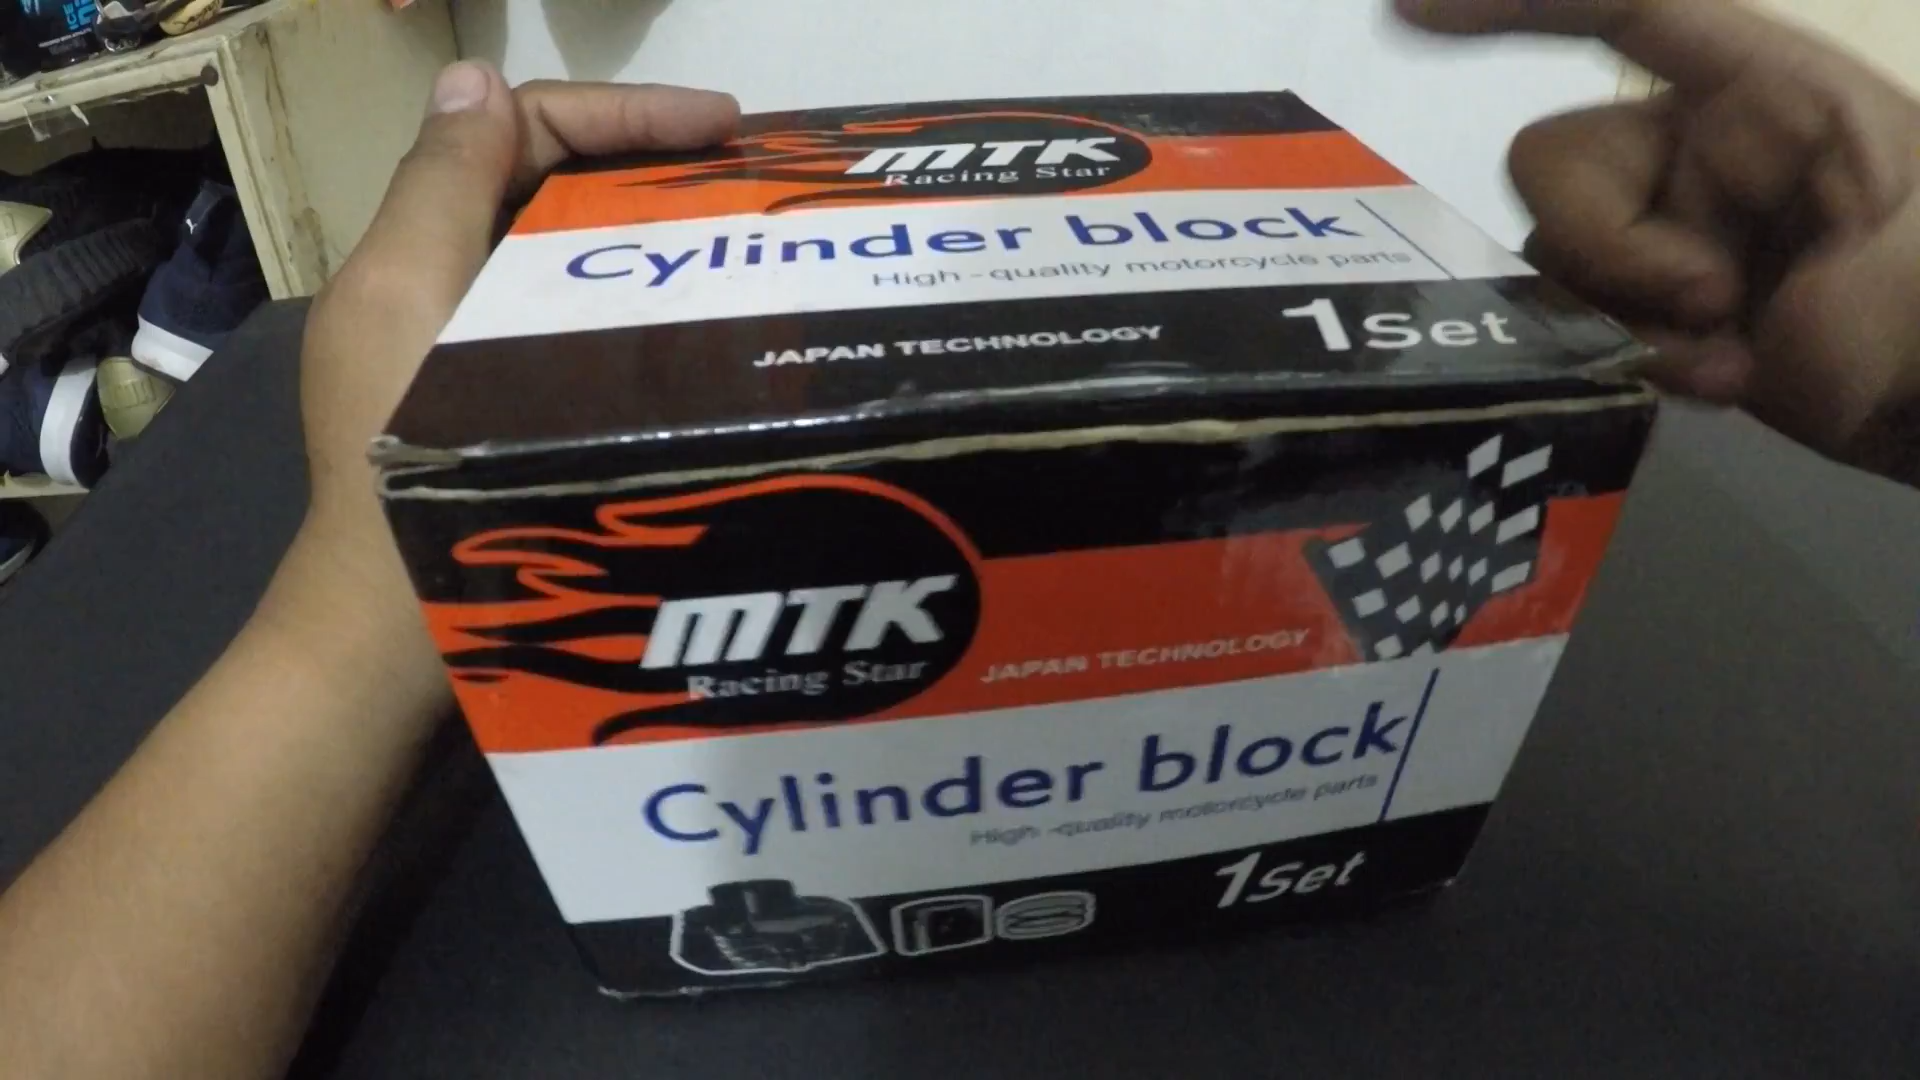 ICE
MTK
Racing Star
Cylinder block
High-quality motorcycle parts
JAPAN TECHNOLOGY
1Set
MTK
Racing Star
JAPAN TECHNOLOGY
Cylinder block
High-quality motorcycle parts
1Set